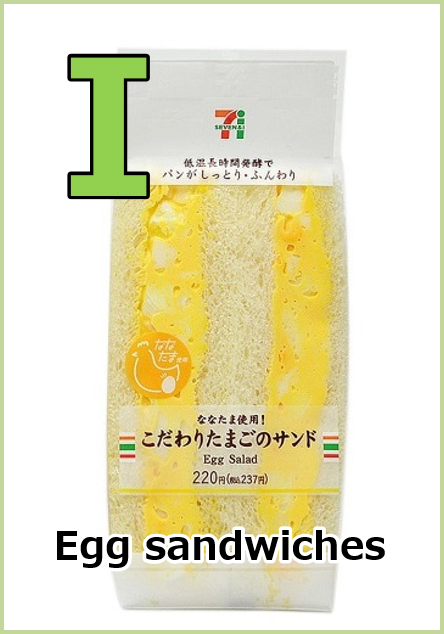 I
7i
SEVEN&i
低温長時間発酵で
パンがしっとり・ふんわり
なな
たま使用
ななたま使用!
こだわりたまごのサンド
Egg Salad
220円(税込237円)
Egg sandwiches